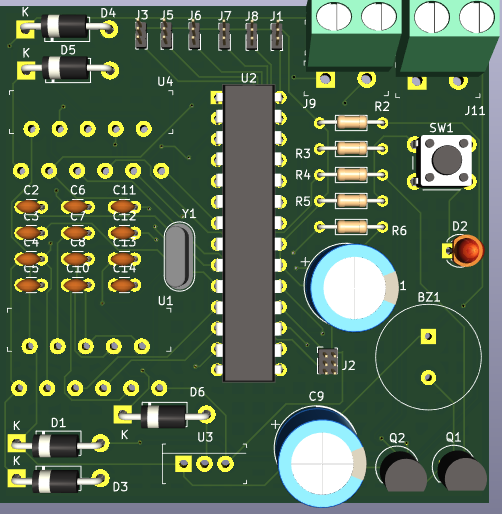 K D4 J3 J5 J6 J7 J8 J1
K D5
U4 U2
J9 R2 J11
SW1
R3
R4
R5
R6
C2 C6 C11
C3 C7 C12
C4 C8 C13
C5 C10 C14
Y1
D2
U1
1
BZ1
J2
K D6
K D1
K D3
U3
C9
Q2 Q1
+
+